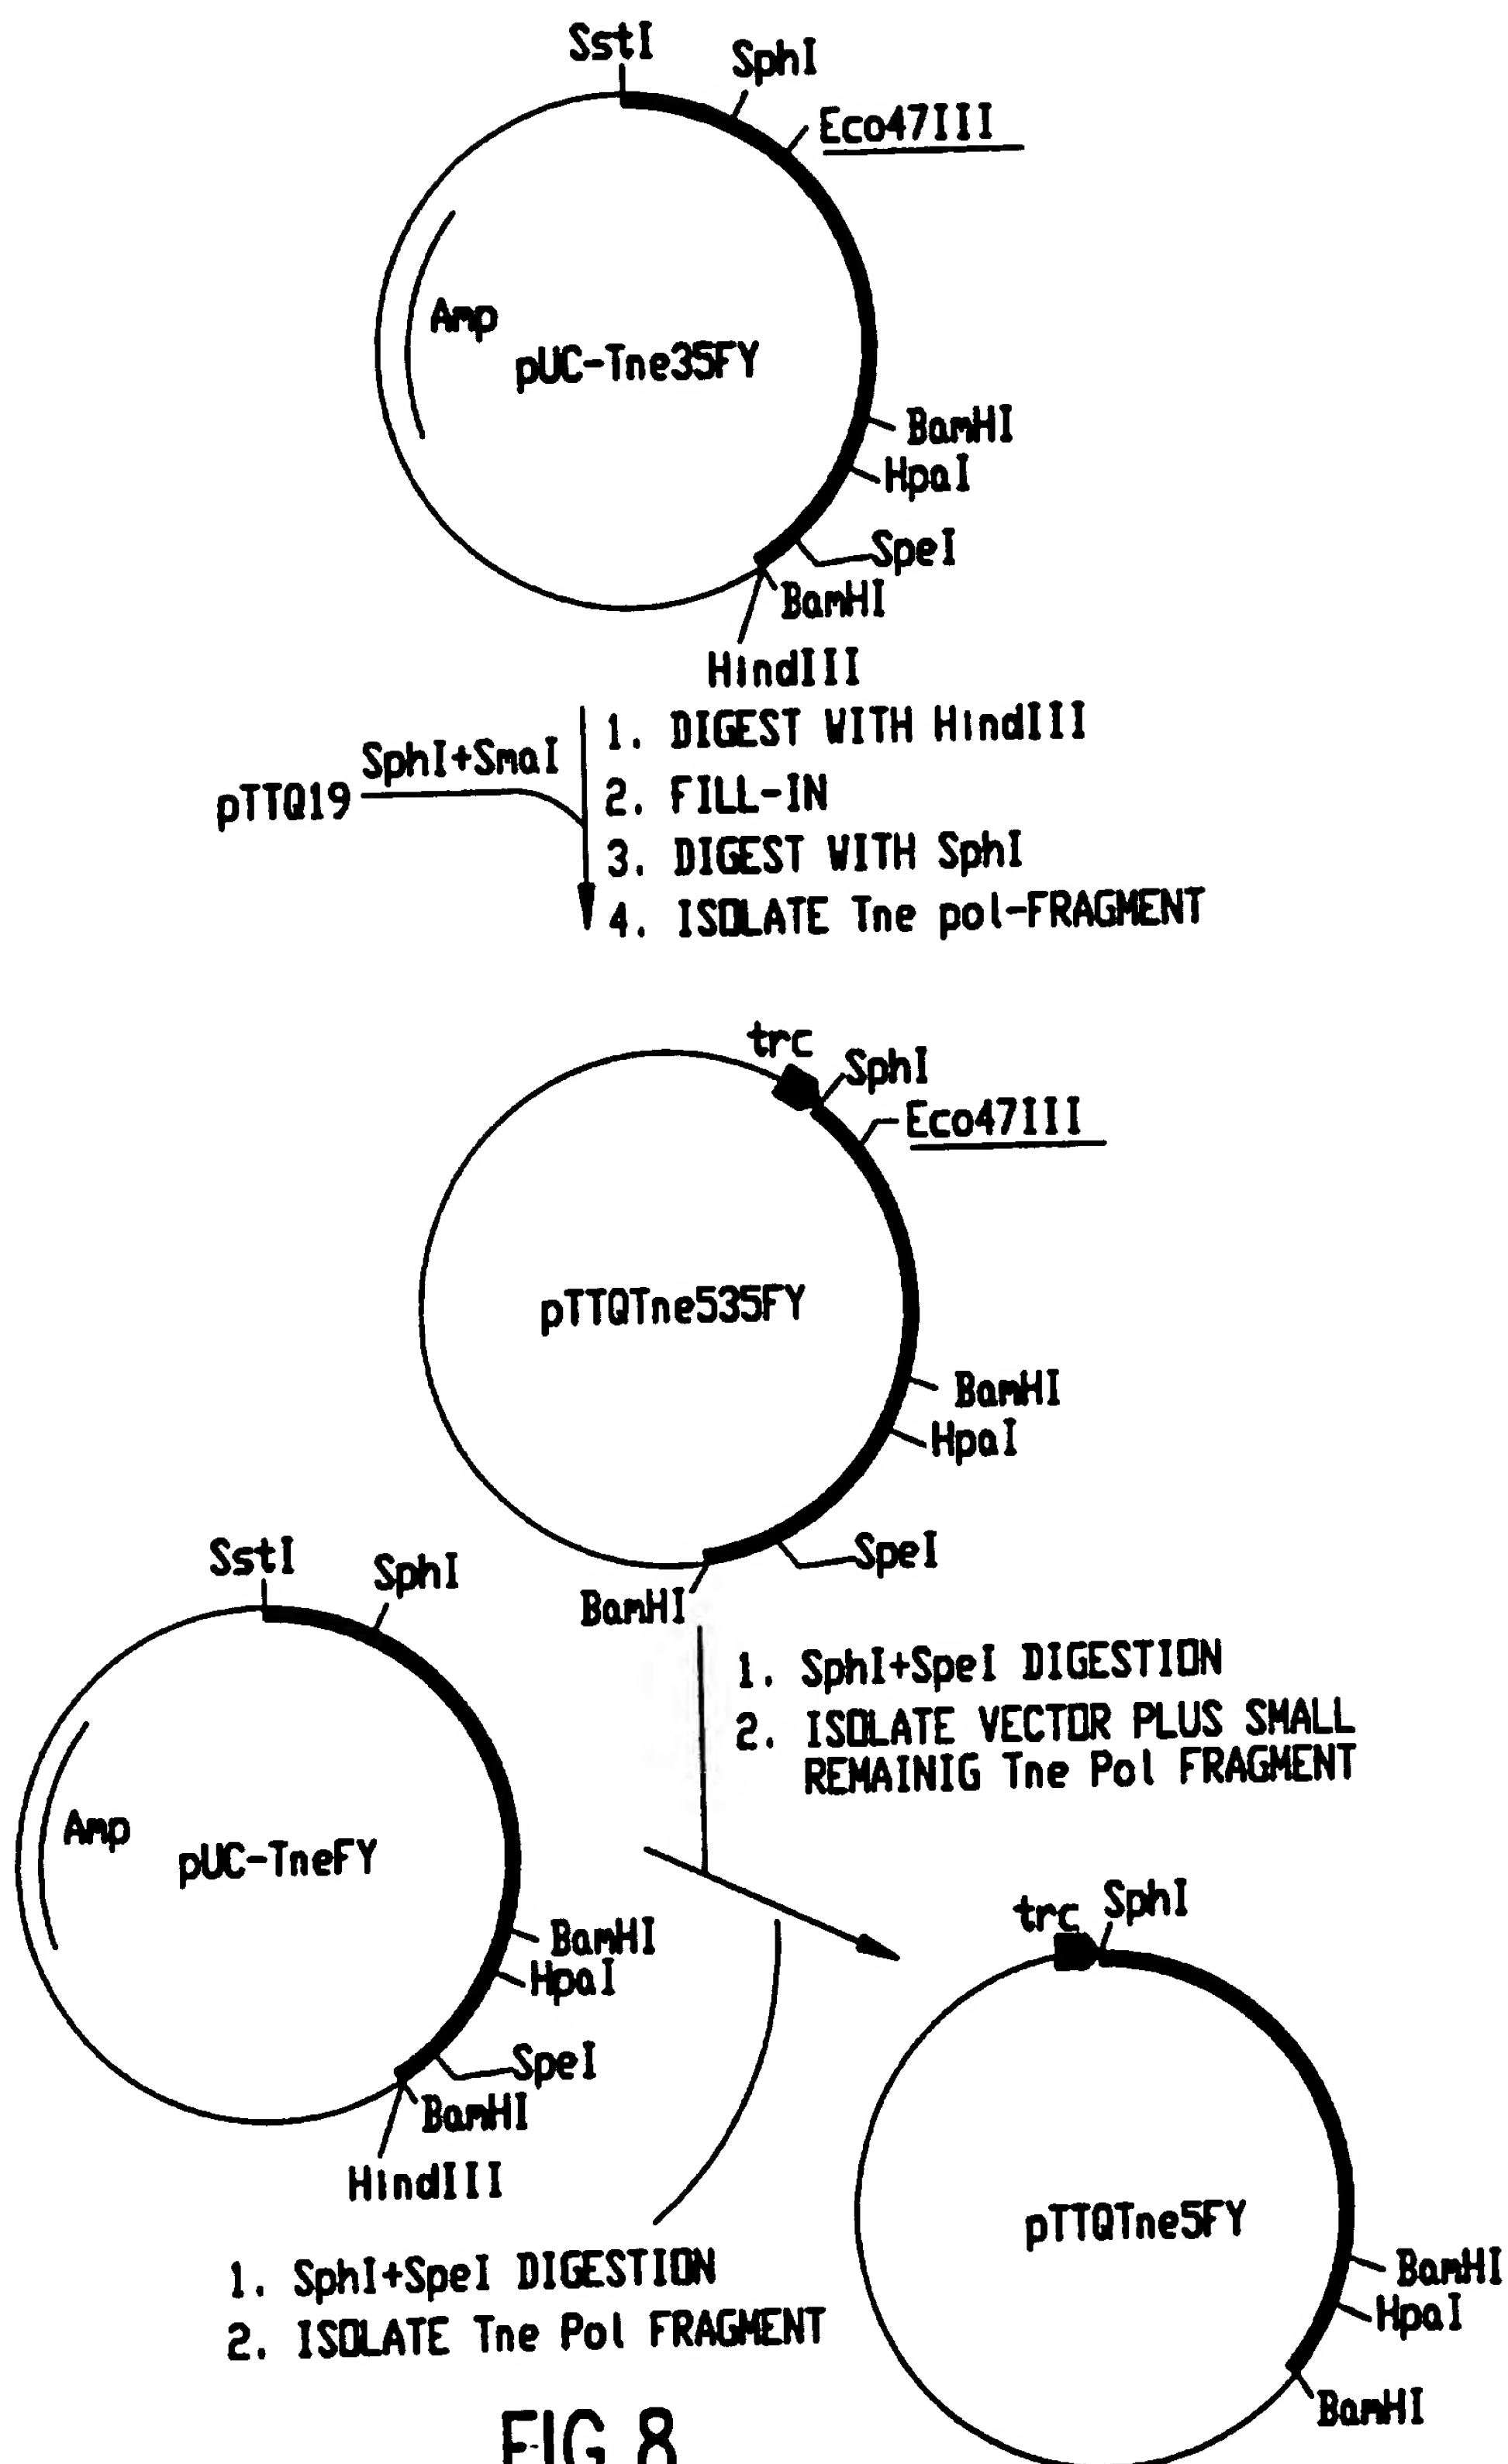 SstI
SphI
Eco47III
Amp
pUC-Tne35FY
BamHI
HpaI
SpeI
BamHI
HindIII
pTTQ19
SphI+SmaI
1. DIGEST WITH HindIII
2. FILL-IN
3. DIGEST WITH SphI
4. ISOLATE Tne pol-FRAGMENT
trc
SphI
Eco47III
pTTQTne535FY
BamHI
HpaI
SpeI
BamHI
1. SphI+SpeI DIGESTION
2. ISOLATE VECTOR PLUS SMALL
REMAINIG Tne Pol FRAGMENT
SstI
SphI
Amp
pUC-TneFY
BamHI
HpaI
SpeI
BamHI
HindIII
1. SphI+SpeI DIGESTION
2. ISOLATE Tne Pol FRAGMENT
trc
SphI
pTTQTne5FY
BamHI
HpaI
BamHI
FIG.8